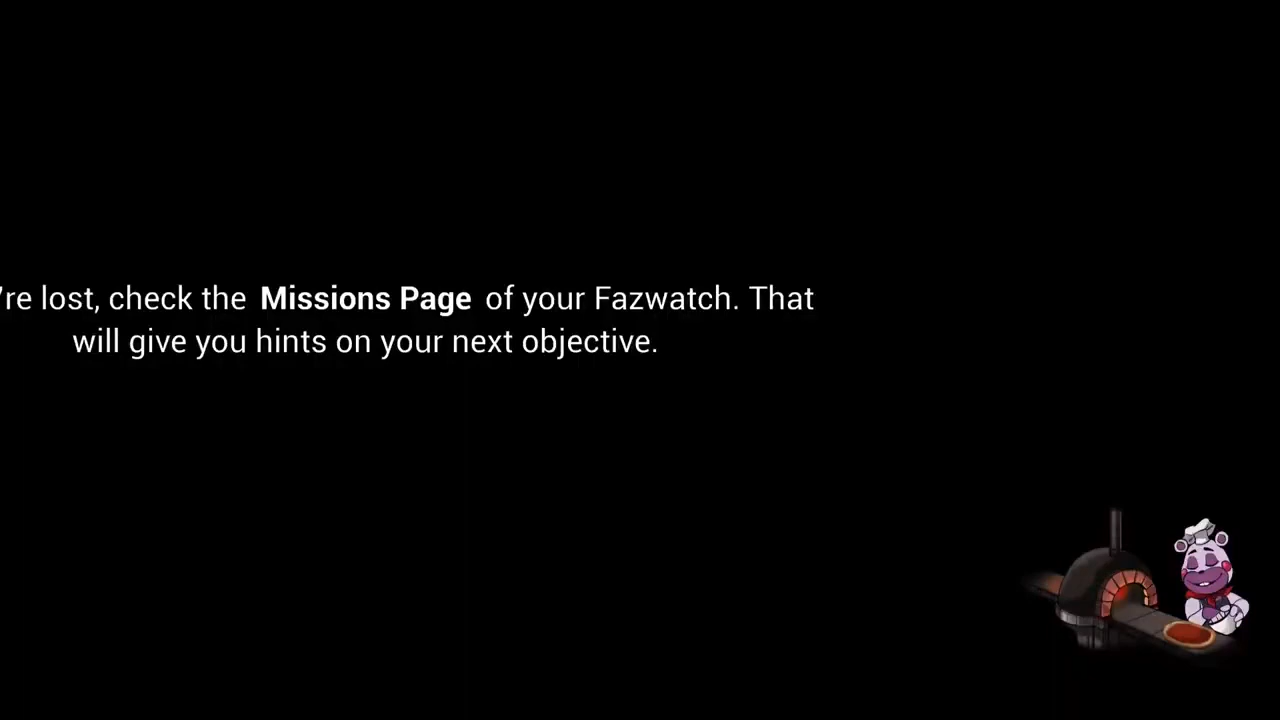 're lost, check the Missions Page of your Fazwatch. That
will give you hints on your next objective.